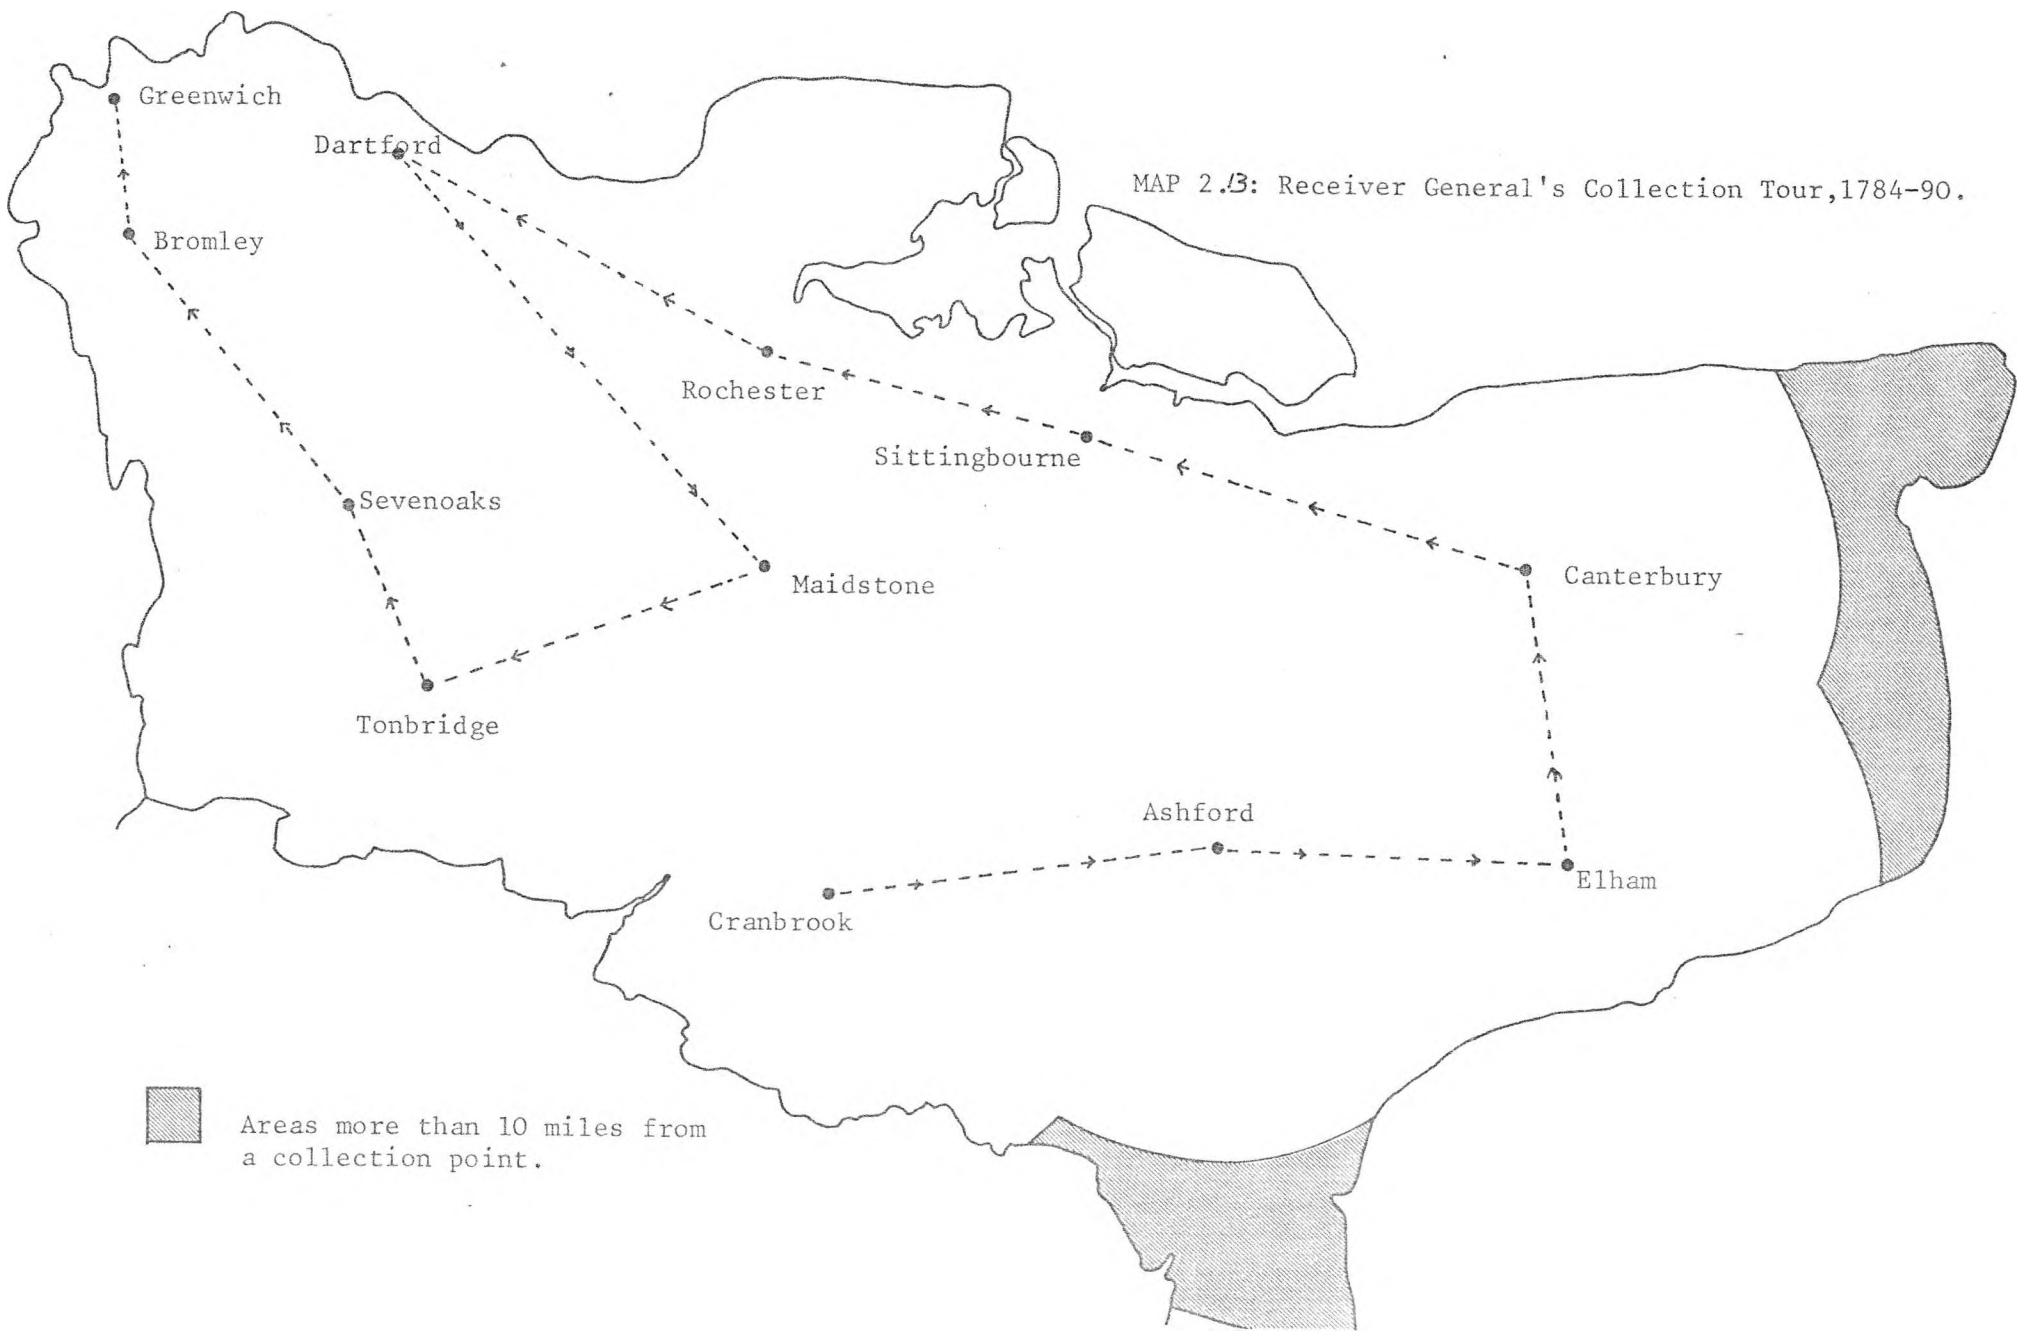 Greenwich
Dartford
MAP 2.13: Receiver General's Collection Tour,1784-90.
Bromley
Rochester
Sittingbourne
Sevenoaks
Canterbury
Maidstone
Tonbridge
Ashford
Elham
Cranbrook
Areas more than 10 miles from
a collection point.